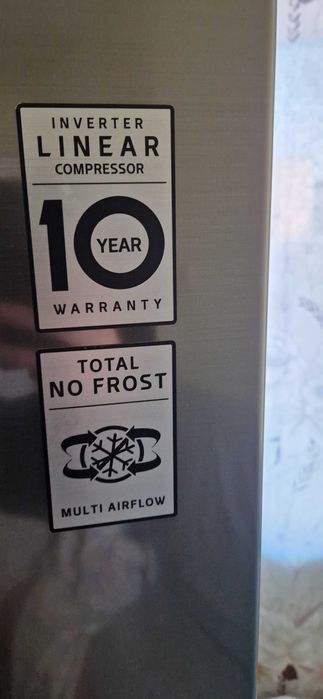 INVERTER
LINEAR
COMPRESSOR
10
YEAR
WARRANTY
TOTAL
NO FROST
MULTI AIRFLOW